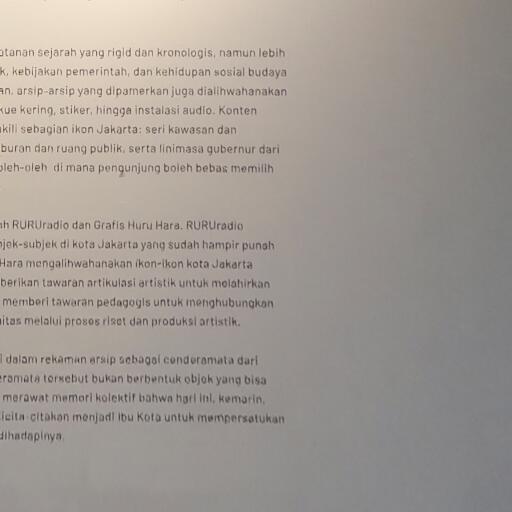 atanan sejarah yang rigid dan kronologis, namun lebih
k, kebijakan pemerintah, dan kehidupan sosial budaya
an, arsip-arsip yang dipamerkan juga dialihwahanakan
kue kering, stiker, hingga instalasi audio. Konten
akili sebagian ikon Jakarta: seri kawasan dan
buran dan ruang publik, serta linimasa gubernur dari
oleh-oleh di mana pengunjung boleh bebas memilih
ah RURUradio dan Grafis Huru Hara. RURUradio
bjek-subjek di kota Jakarta yang sudah hampir punah
Hara mengalihwahanakan ikon-ikon kota Jakarta
berikan tawaran artikulasi artistik untuk melahirkan
memberi tawaran pedagogis untuk menghubungkan
itas melalui proses riset dan produksi artistik.
i dalam rekaman arsip sebagai cenderamata dari
eramata tersebut bukan berbentuk objek yang bisa
merawat memori kolektif bahwa hari ini, kemarin,
icita-citakan menjadi Ibu Kota untuk mempersatukan
dihadapinya.